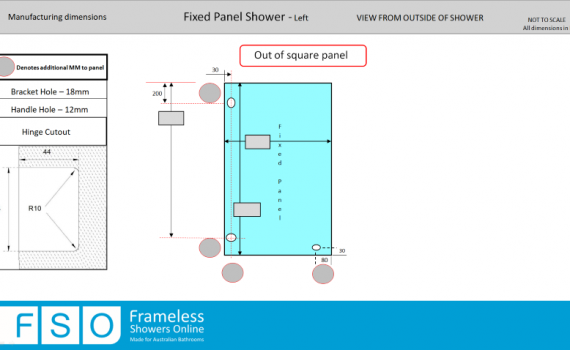 Manufacturing dimensions
Fixed Panel Shower - Left
VIEW FROM OUTSIDE OF SHOWER
NOT TO SCALE
All dimensions in
Out of square panel
Denotes additional MM to panel
Bracket Hole – 18mm
Handle Hole – 12mm
Hinge Cutout
44
R10
30
200
fixed panel
30
80
FSO
Frameless
Showers Online
Made for Australian Bathrooms